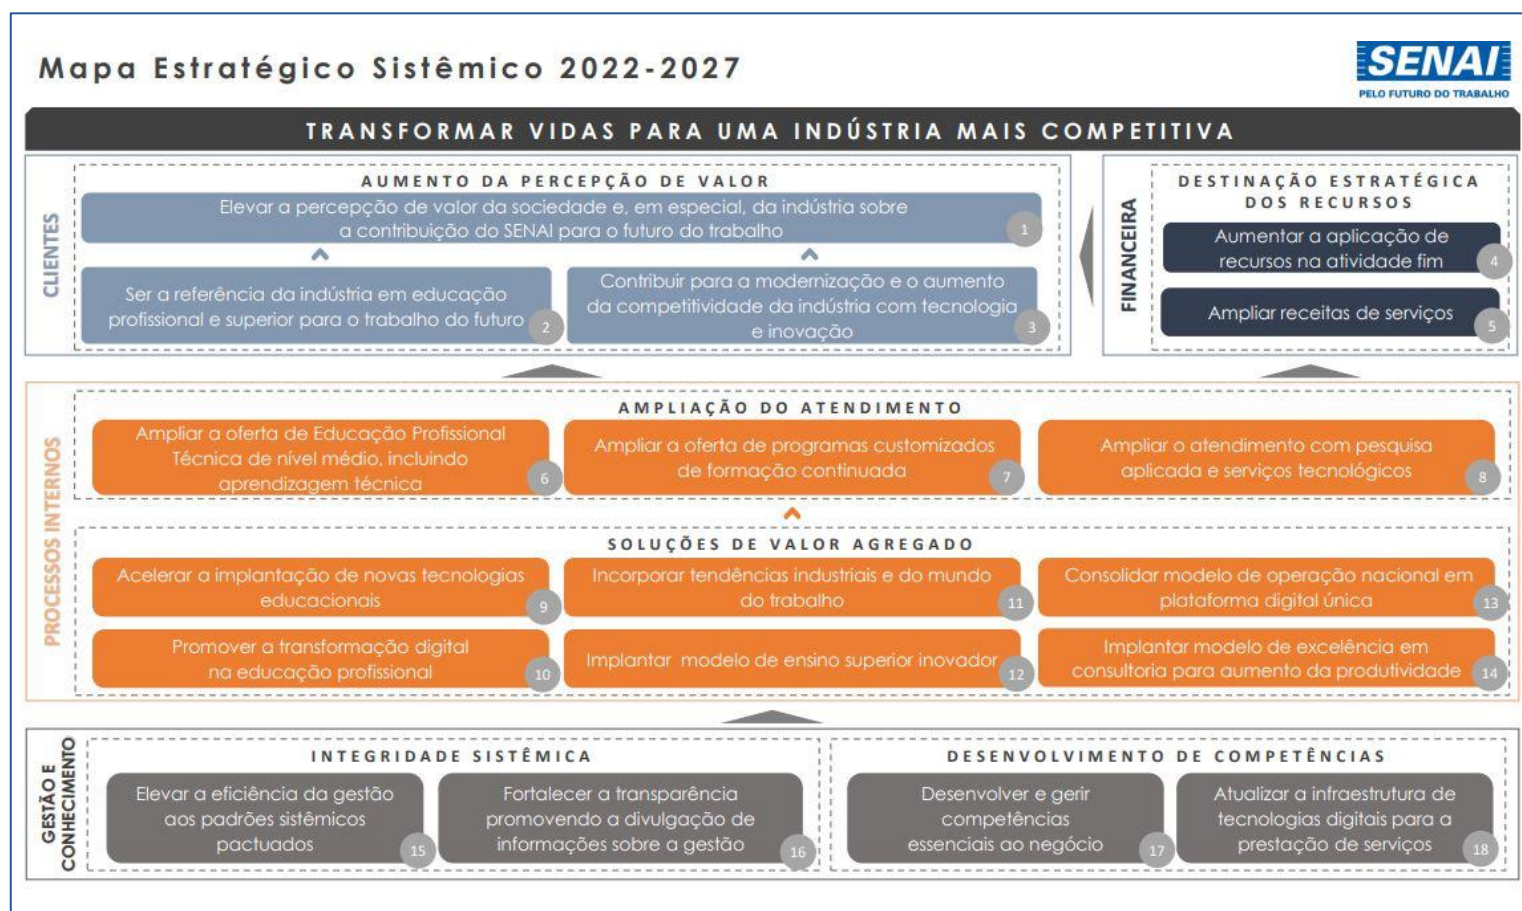 Mapa Estratégico Sistêmico 2022-2027
SENAI
PELO FUTURO DO TRABALHO
TRANSFORMAR VIDAS PARA UMA INDÚSTRIA MAIS COMPETITIVA
CLIENTES
AUMENTO DA PERCEPÇÃO DE VALOR
Elevar a percepção de valor da sociedade e, em especial, da indústria sobre
a contribuição do SENAI para o futuro do trabalho
1
Ser a referência da indústria em educação
profissional e superior para o trabalho do futuro
2
Contribuir para a modernização e o aumento
da competitividade da indústria com tecnologia
e inovação
3
FINANCEIRA
DESTINAÇÃO ESTRATÉGICA
DOS RECURSOS
Aumentar a aplicação de
recursos na atividade fim
4
Ampliar receitas de serviços
5
PROCESSOS INTERNOS
AMPLIAÇÃO DO ATENDIMENTO
Ampliar a oferta de Educação Profissional
Técnica de nível médio, incluindo
aprendizagem técnica
6
Ampliar a oferta de programas customizados
de formação continuada
7
Ampliar o atendimento com pesquisa
aplicada e serviços tecnológicos
8
SOLUÇÕES DE VALOR AGREGADO
Acelerar a implantação de novas tecnologias
educacionais
9
Incorporar tendências industriais e do mundo
do trabalho
11
Consolidar modelo de operação nacional em
plataforma digital única
13
Promover a transformação digital
na educação profissional
10
Implantar modelo de ensino superior inovador
12
Implantar modelo de excelência em
consultoria para aumento da produtividade
14
GESTÃO E
CONHECIMENTO
INTEGRIDADE SISTÊMICA
Elevar a eficiência da gestão
aos padrões sistêmicos
pactuados
15
Fortalecer a transparência
promovendo a divulgação de
informações sobre a gestão
16
DESENVOLVIMENTO DE COMPETÊNCIAS
Desenvolver e gerir
competências
essenciais ao negócio
17
Atualizar a infraestrutura de
tecnologias digitais para a
prestação de serviços
18